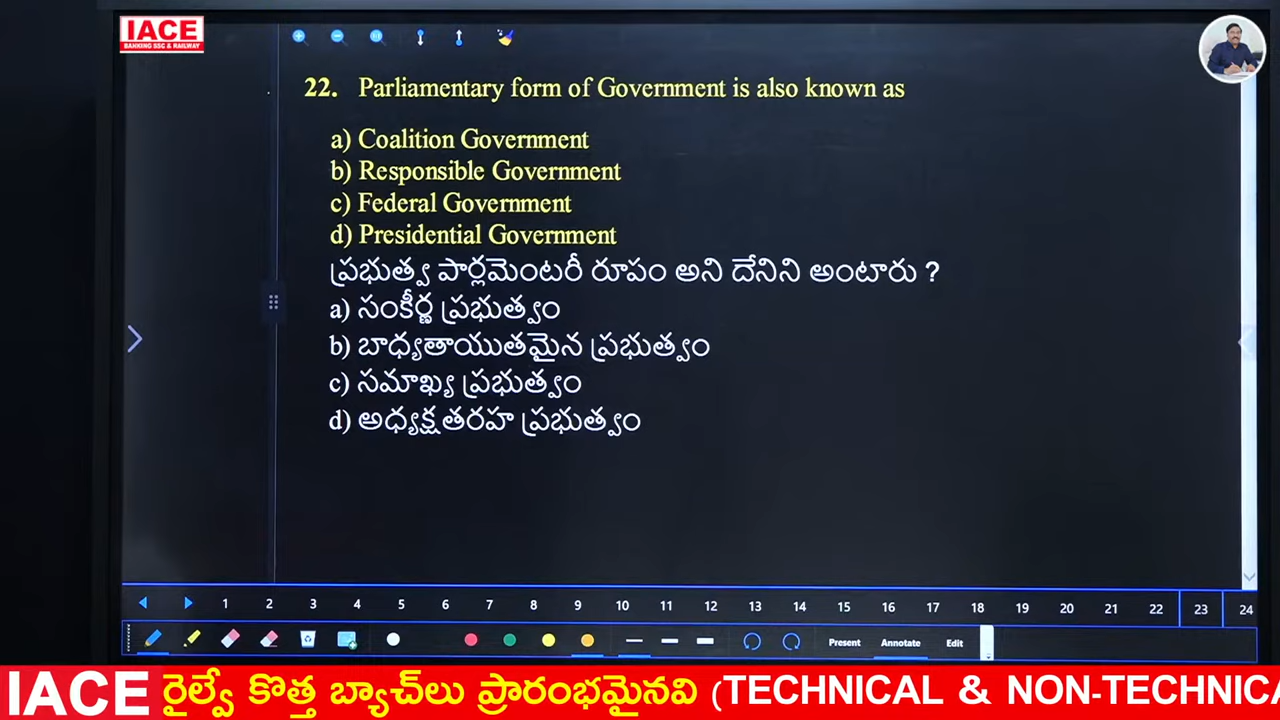 IACE
BANKING SSC & RAILWAY
22. Parliamentary form of Government is also known as
a) Coalition Government
b) Responsible Government
c) Federal Government
d) Presidential Government
ప్రభుత్వ పార్లమెంటరీ రూపం అని దేనిని అంటారు ?
a) సంకీర్ణ ప్రభుత్వం
b) బాధ్యతాయుతమైన ప్రభుత్వం
c) సమాఖ్య ప్రభుత్వం
d) అధ్యక్షతరహ ప్రభుత్వం
1 2 3 4 5 6 7 8 9 10 11 12 13 14 15 16 17 18 19 20 21 22 23 24
Present Annotate Edit
IACE రైల్వే కొత్త బ్యాచ్‌లు ప్రారంభమైనవి (TECHNICAL & NON-TECHNICA